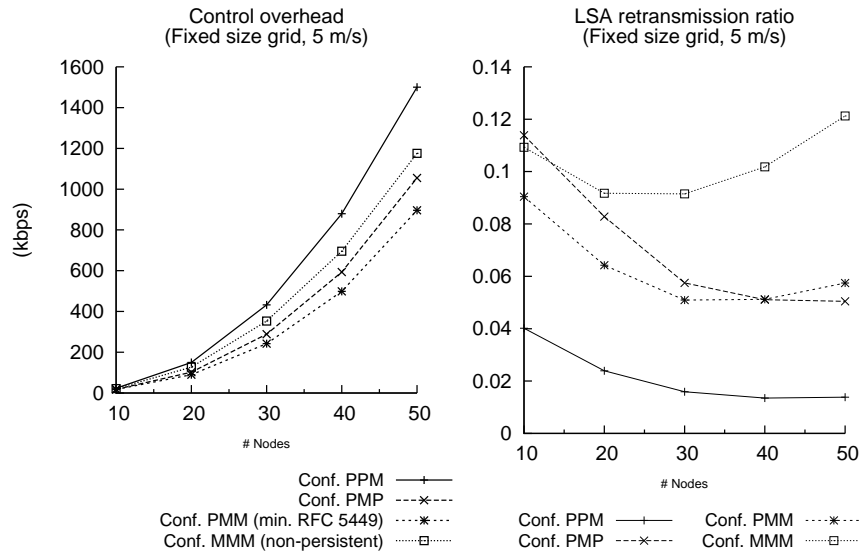 Control overhead
(Fixed size grid, 5 m/s)
1600
1400
1200
1000
800
600
400
200
0
(kbps)
10 20 30 40 50
# Nodes
Conf. PPM
Conf. PMP
Conf. PMM (min. RFC 5449)
Conf. MMM (non-persistent)
LSA retransmission ratio
(Fixed size grid, 5 m/s)
0.14
0.12
0.1
0.08
0.06
0.04
0.02
0
10 20 30 40 50
# Nodes
Conf. PPM Conf. PMM
Conf. PMP Conf. MMM